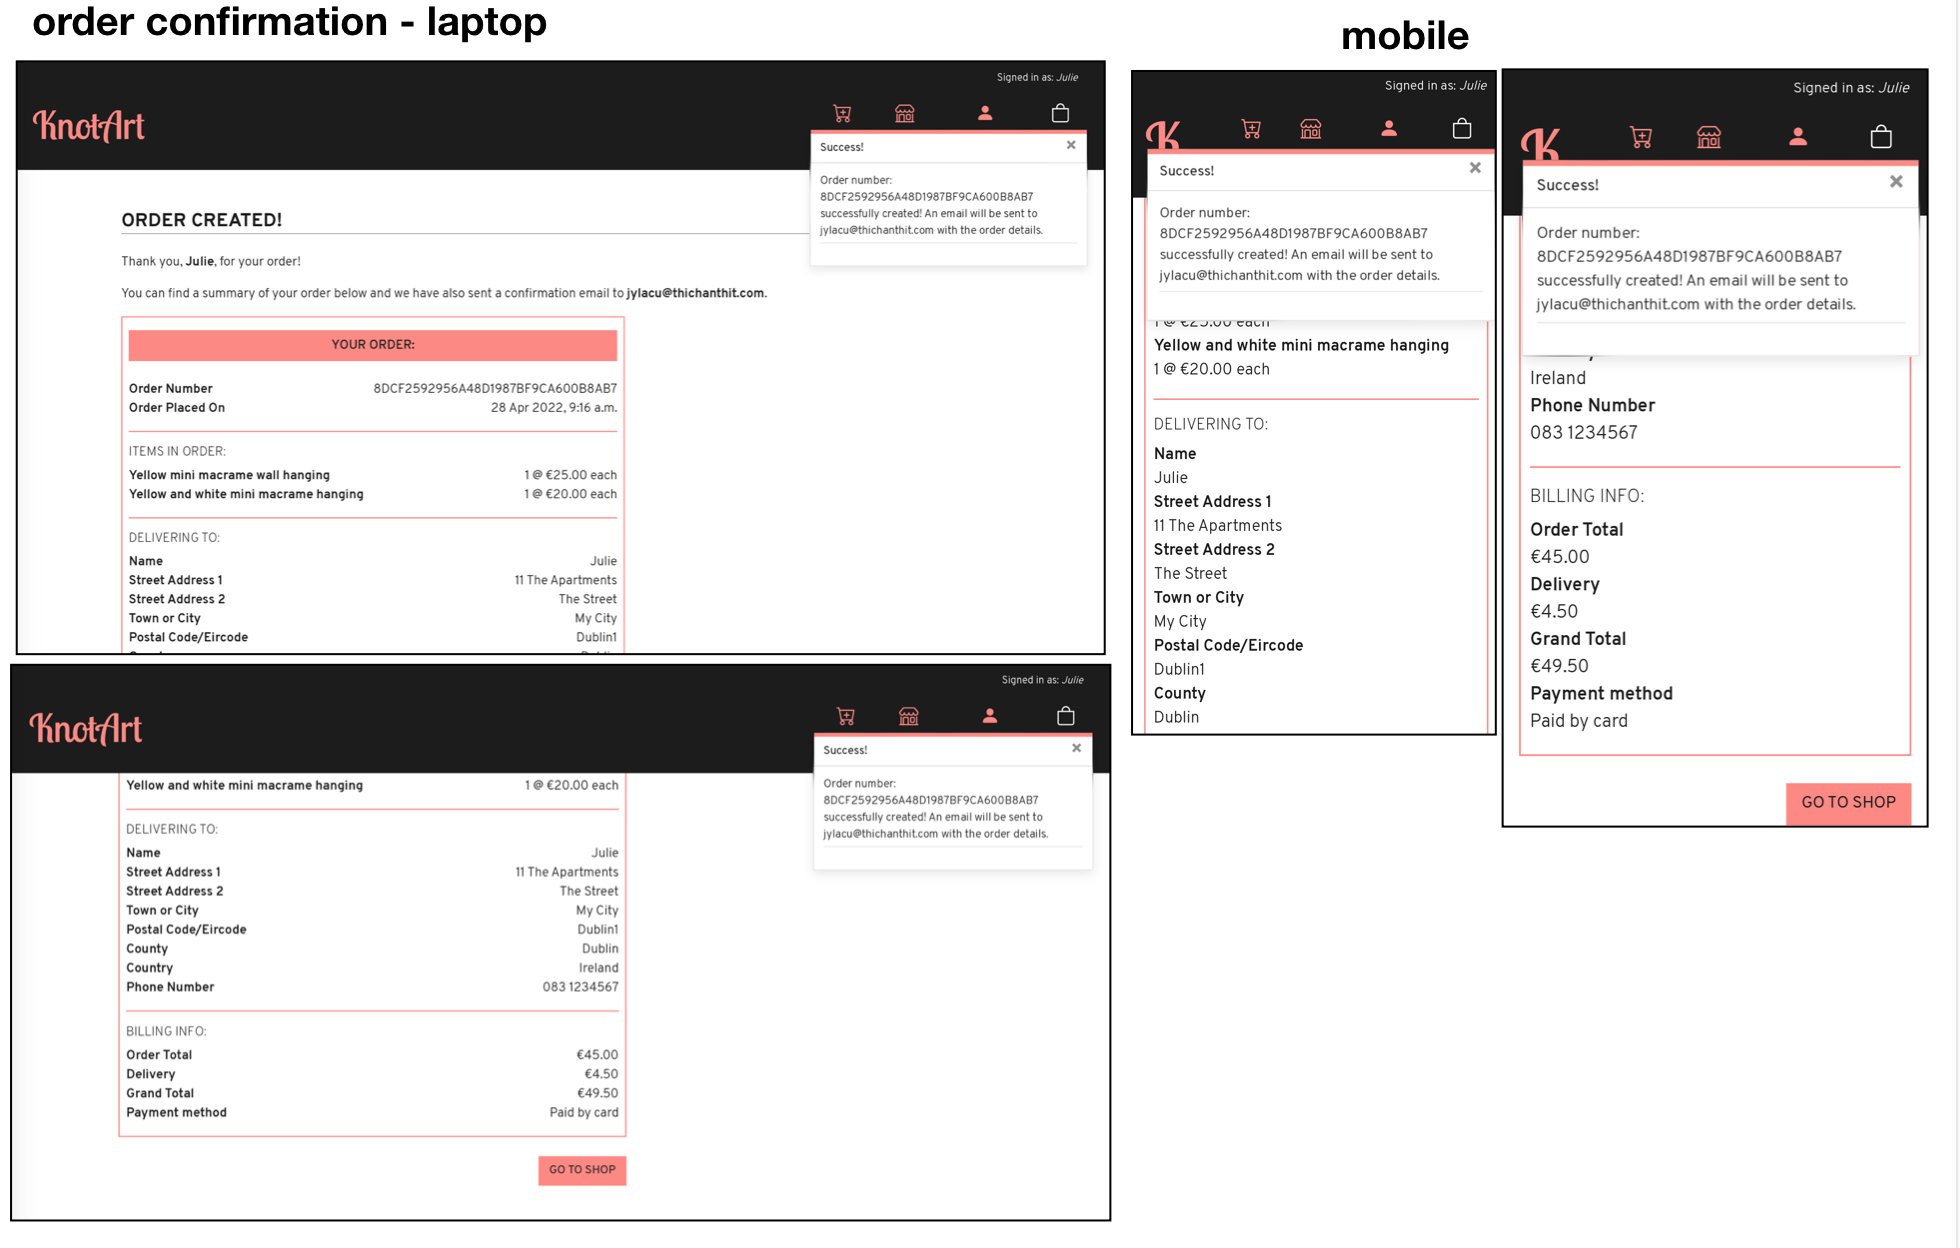 order confirmation - laptop
Signed in as: Julie
KnotArt
Success!
Order number:
8DCF2592956A48D1987BF9CA600B8AB7
successfully created! An email will be sent to
jylacu@thichanthit.com with the order details.
ORDER CREATED!
Thank you, Julie, for your order!
You can find a summary of your order below and we have also sent a confirmation email to jylacu@thichanthit.com.
YOUR ORDER:
Order Number 8DCF2592956A48D1987BF9CA600B8AB7
Order Placed On 28 Apr 2022, 9:16 a.m.
ITEMS IN ORDER:
Yellow mini macrame wall hanging 1 @ €25.00 each
Yellow and white mini macrame hanging 1 @ €20.00 each
DELIVERING TO:
Name Julie
Street Address 1 11 The Apartments
Street Address 2 The Street
Town or City My City
Postal Code/Eircode Dublin1
Signed in as: Julie
KnotArt
Success!
Order number:
8DCF2592956A48D1987BF9CA600B8AB7
successfully created! An email will be sent to
jylacu@thichanthit.com with the order details.
Yellow and white mini macrame hanging 1 @ €20.00 each
DELIVERING TO:
Name Julie
Street Address 1 11 The Apartments
Street Address 2 The Street
Town or City My City
Postal Code/Eircode Dublin1
County Dublin
Country Ireland
Phone Number 083 1234567
BILLING INFO:
Order Total €45.00
Delivery €4.50
Grand Total €49.50
Payment method Paid by card
GO TO SHOP
mobile
Signed in as: Julie
K
Success!
Order number:
8DCF2592956A48D1987BF9CA600B8AB7
successfully created! An email will be sent to
jylacu@thichanthit.com with the order details.
1 @ €25.00 each
Yellow and white mini macrame hanging
1 @ €20.00 each
DELIVERING TO:
Name
Julie
Street Address 1
11 The Apartments
Street Address 2
The Street
Town or City
My City
Postal Code/Eircode
Dublin1
County
Dublin
Signed in as: Julie
K
Success!
Order number:
8DCF2592956A48D1987BF9CA600B8AB7
successfully created! An email will be sent to
jylacu@thichanthit.com with the order details.
Ireland
Phone Number
083 1234567
BILLING INFO:
Order Total
€45.00
Delivery
€4.50
Grand Total
€49.50
Payment method
Paid by card
GO TO SHOP